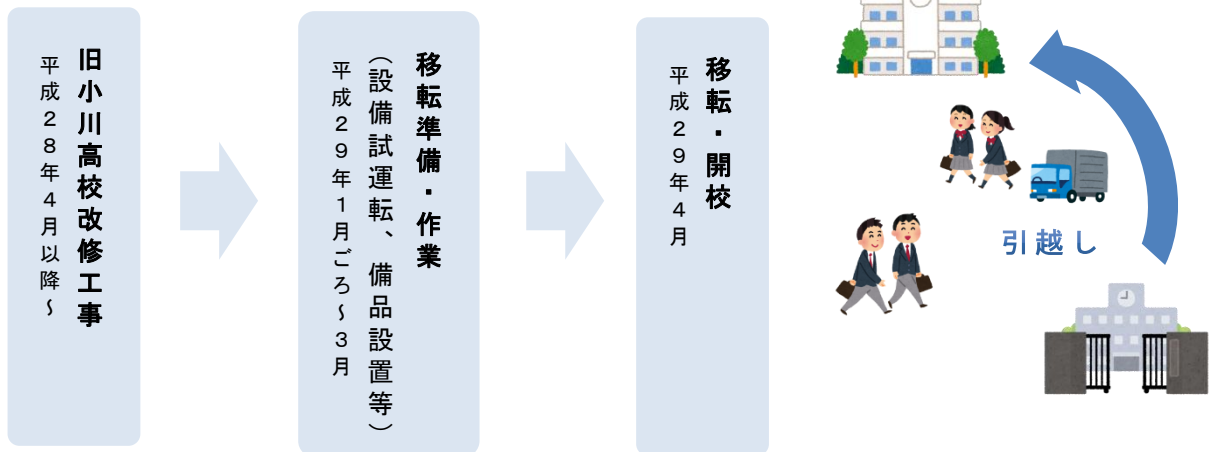 旧小川高校改修工事
平成２８年４月以降～
移転準備・作業
（設備試運転、備品設置等）
平成２９年１月ごろ～３月
移転・開校
平成２９年４月
引越し